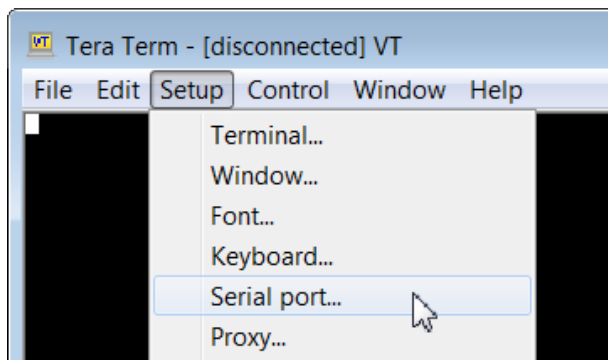 VT Tera Term - [disconnected] VT
File Edit Setup Control Window Help
Terminal...
Window...
Font...
Keyboard...
Serial port...
Proxy...